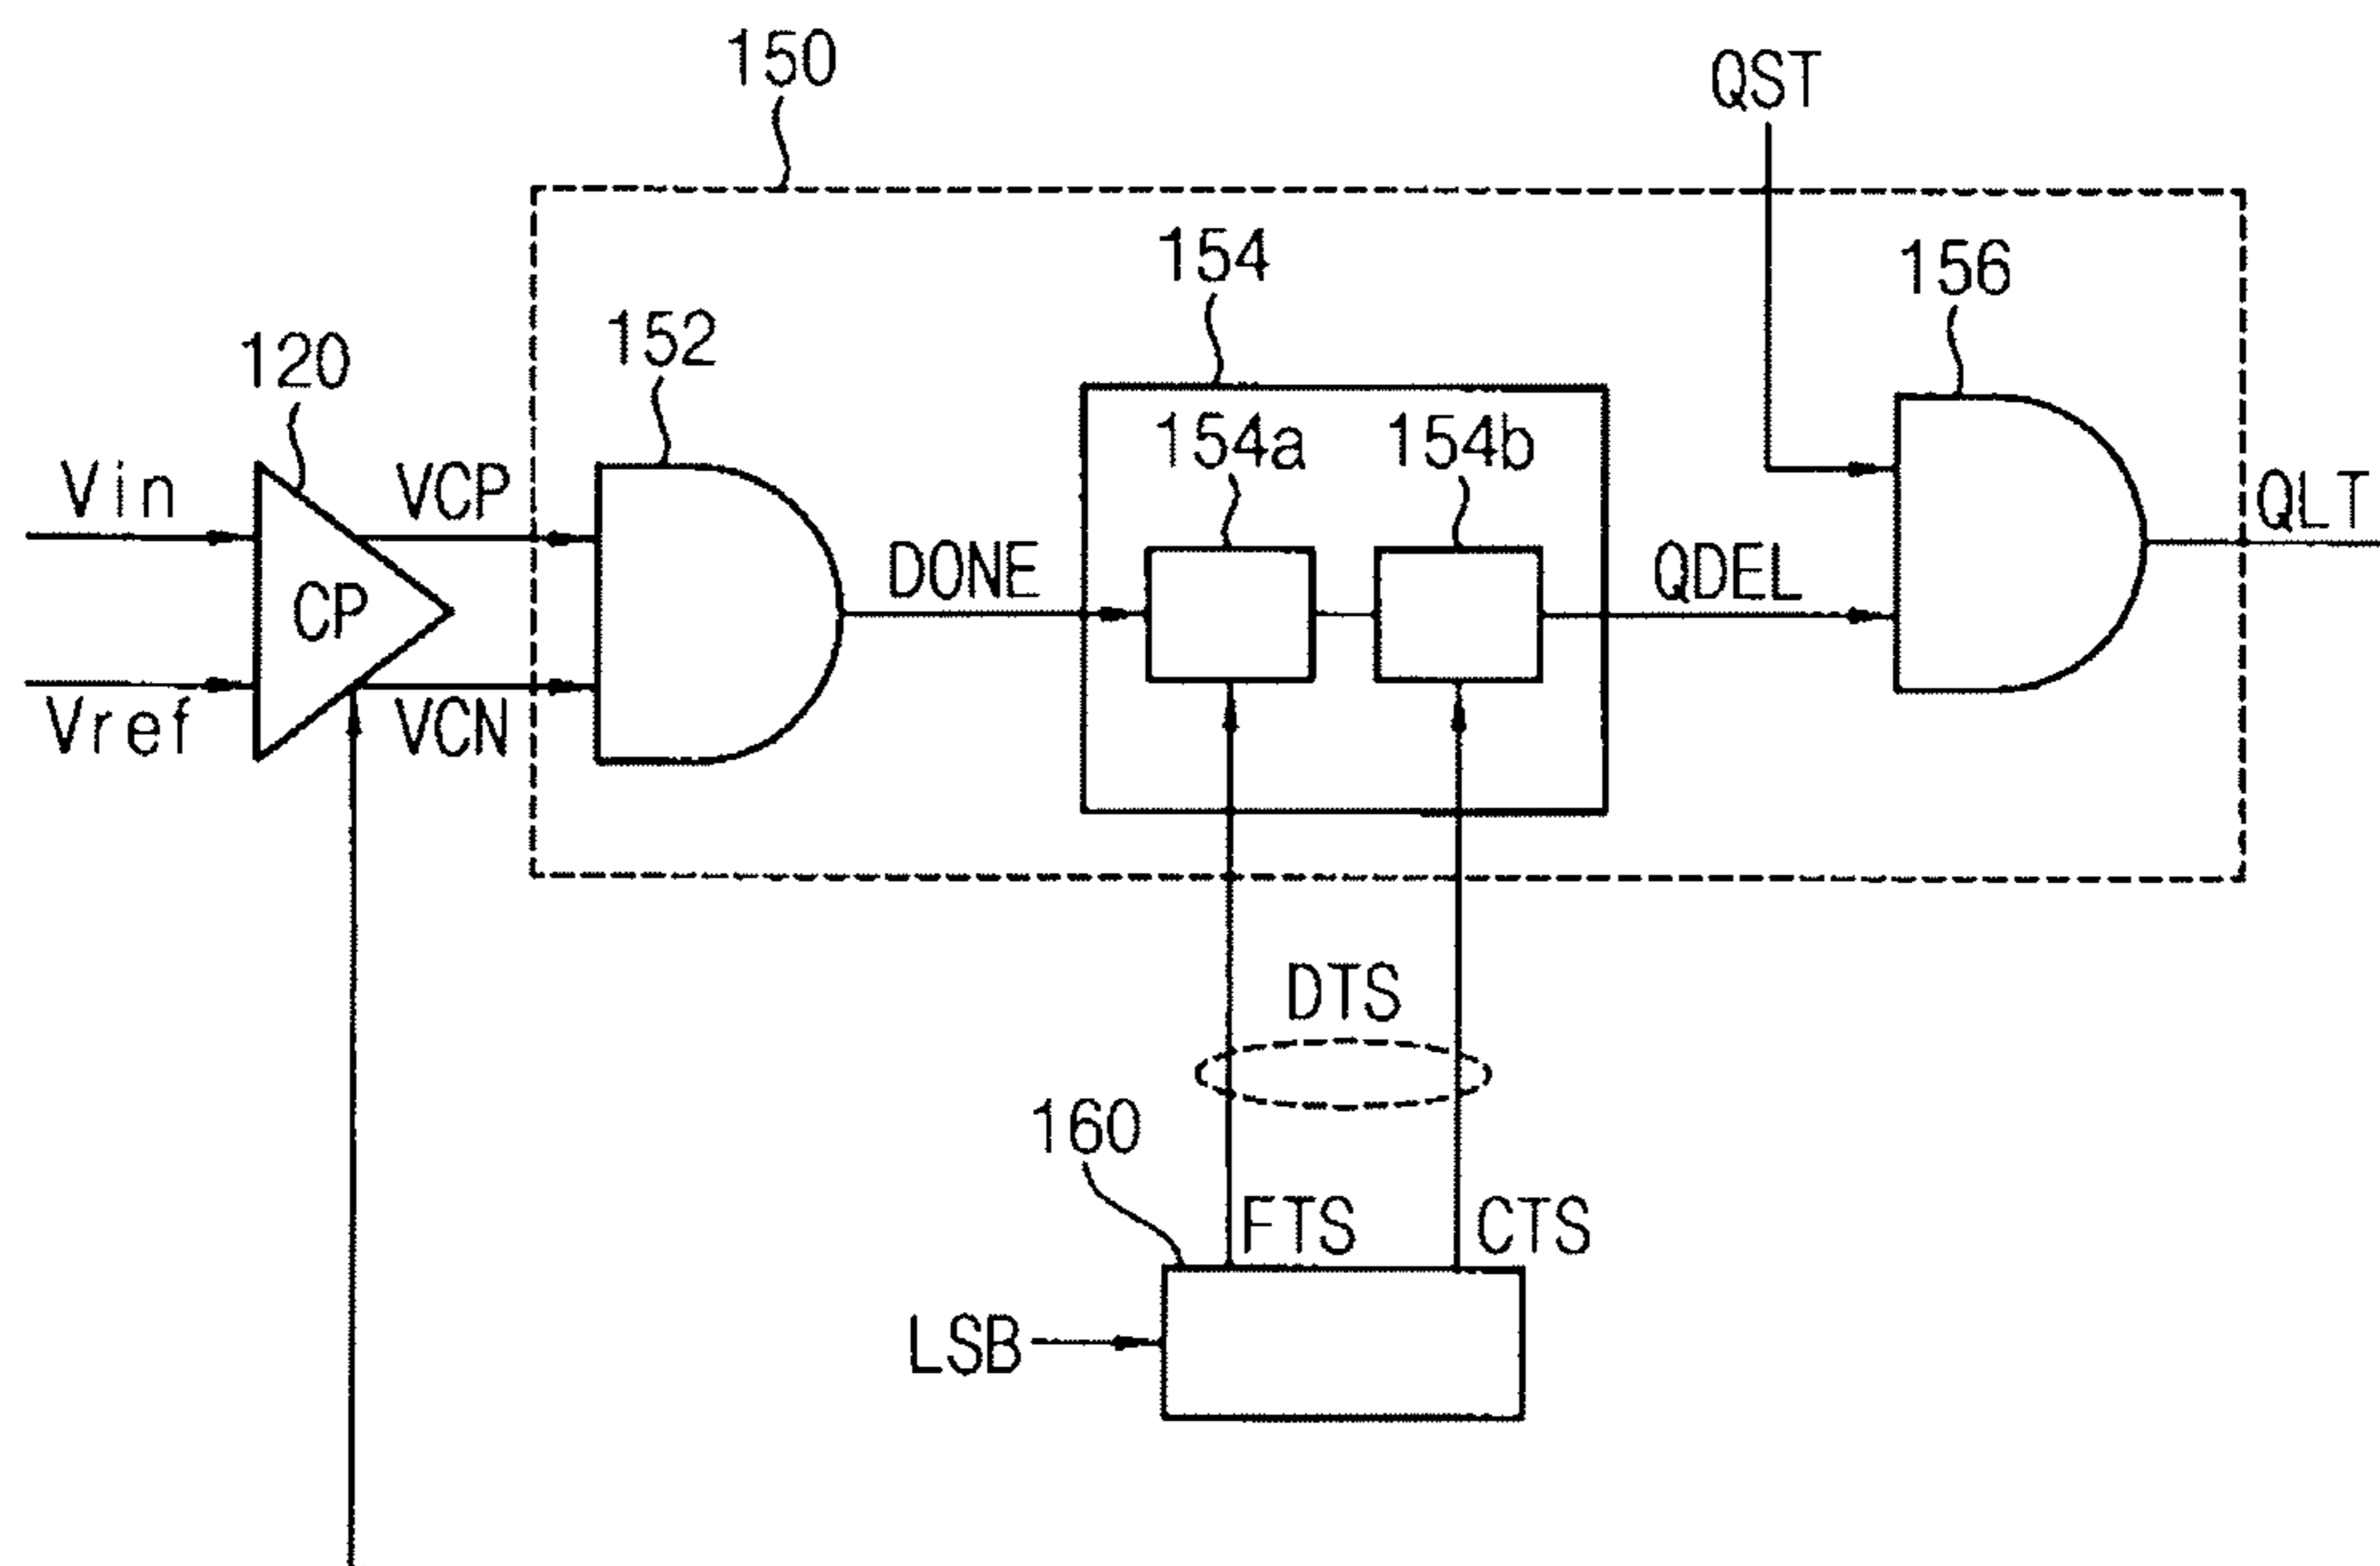 150
QST
154
156
152
120
154a
154b
Vin
VCP
QLT
DONE
QDEL
CP
Vref
VCN
DTS
160
FTS
CTS
LSB